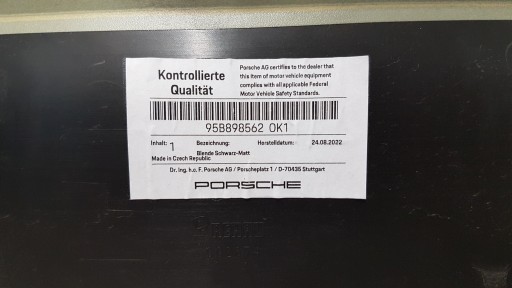 Kontrollierte
Qualität
Porsche AG certifies to the dealer that
this item of motor vehicle equipment
complies with all applicable Federal
Motor Vehicle Safety Standards.
95B898562 OK1
Inhalt: 1 Bezeichnung: Herstelldatum: 24.08.2022
Blende Schwarz-Matt
Made in Czech Republic
Dr. Ing. h.c. F. Porsche AG / Porscheplatz 1 / D-70435 Stuttgart
PORSCHE